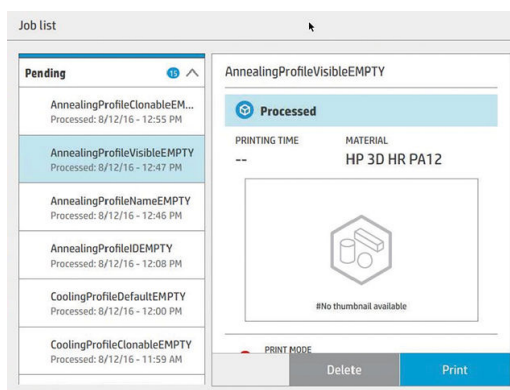 Job list
Pending 15
AnnealingProfileClonableEM...
Processed: 8/12/16 - 12:55 PM
AnnealingProfileVisibleEMPTY
Processed: 8/12/16 - 12:47 PM
AnnealingProfileNameEMPTY
Processed: 8/12/16 - 12:46 PM
AnnealingProfileIDEMPTY
Processed: 8/12/16 - 12:08 PM
CoolingProfileDefaultEMPTY
Processed: 8/12/16 - 12:00 PM
CoolingProfileClonableEMPTY
Processed: 8/12/16 - 11:59 AM
AnnealingProfileVisibleEMPTY
Processed
PRINTING TIME MATERIAL
-- HP 3D HR PA12
#No thumbnail available
PRINT MODE
Delete Print